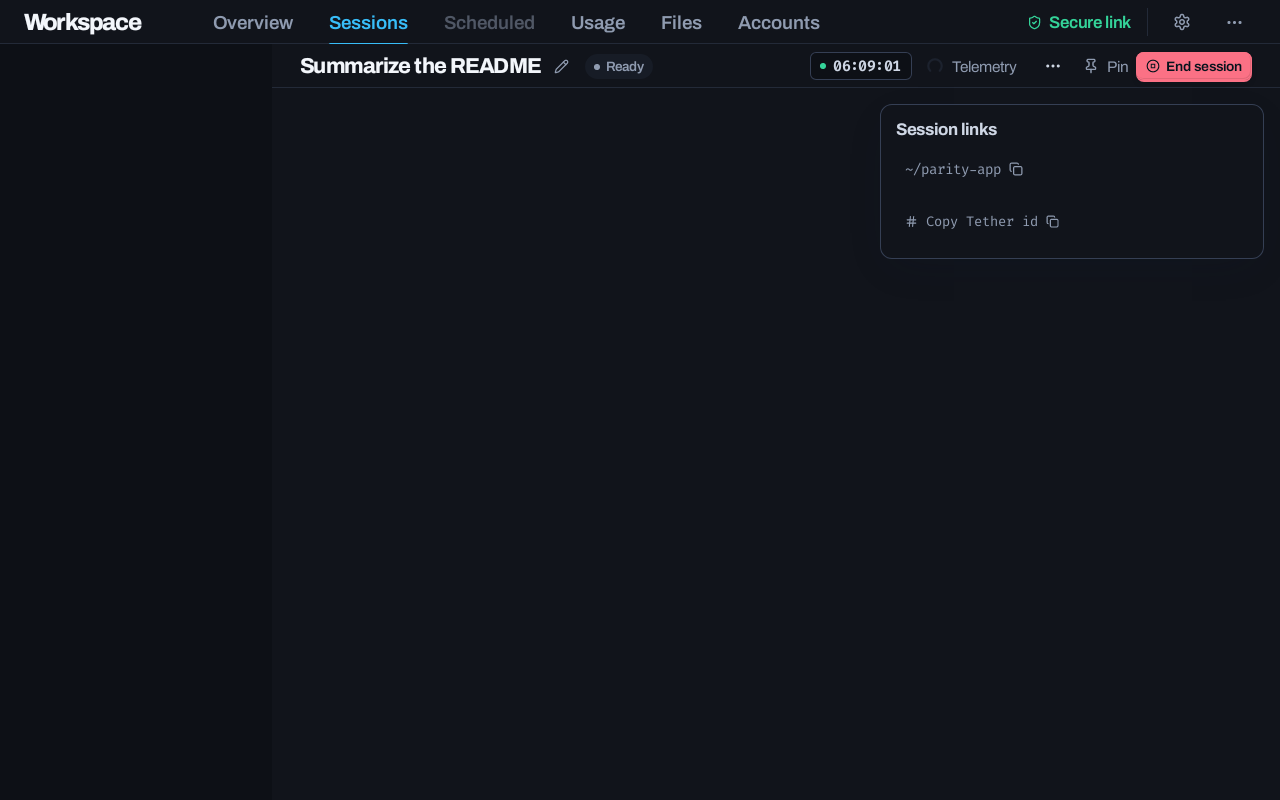 Workspace Overview Sessions Scheduled Usage Files Accounts Secure link
Summarize the README Ready 06:09:01 Telemetry Pin End session
Session links
~/parity-app
# Copy Tether id